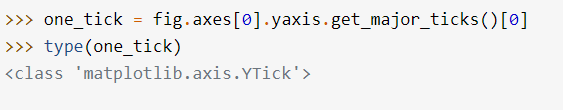 >>> one_tick = fig.axes[0].yaxis.get_major_ticks()[0]
>>> type(one_tick)
<class 'matplotlib.axis.YTick'>